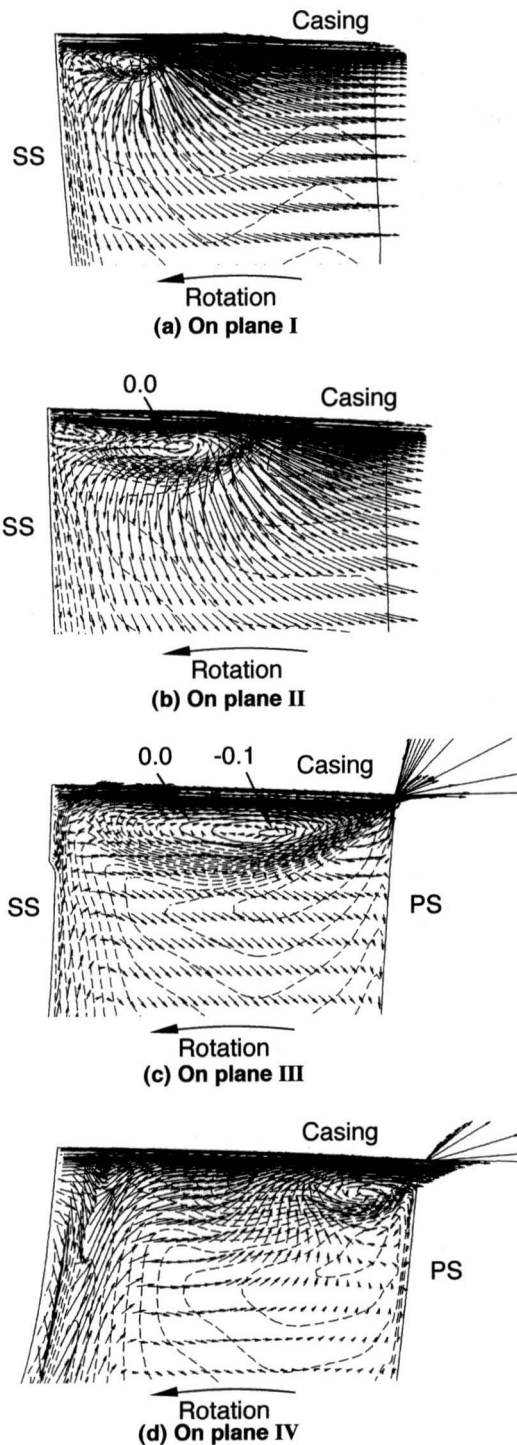 Casing
SS
Rotation
(a) On plane I
0.0
Casing
SS
Rotation
(b) On plane II
0.0
-0.1
Casing
SS
PS
Rotation
(c) On plane III
Casing
PS
Rotation
(d) On plane IV